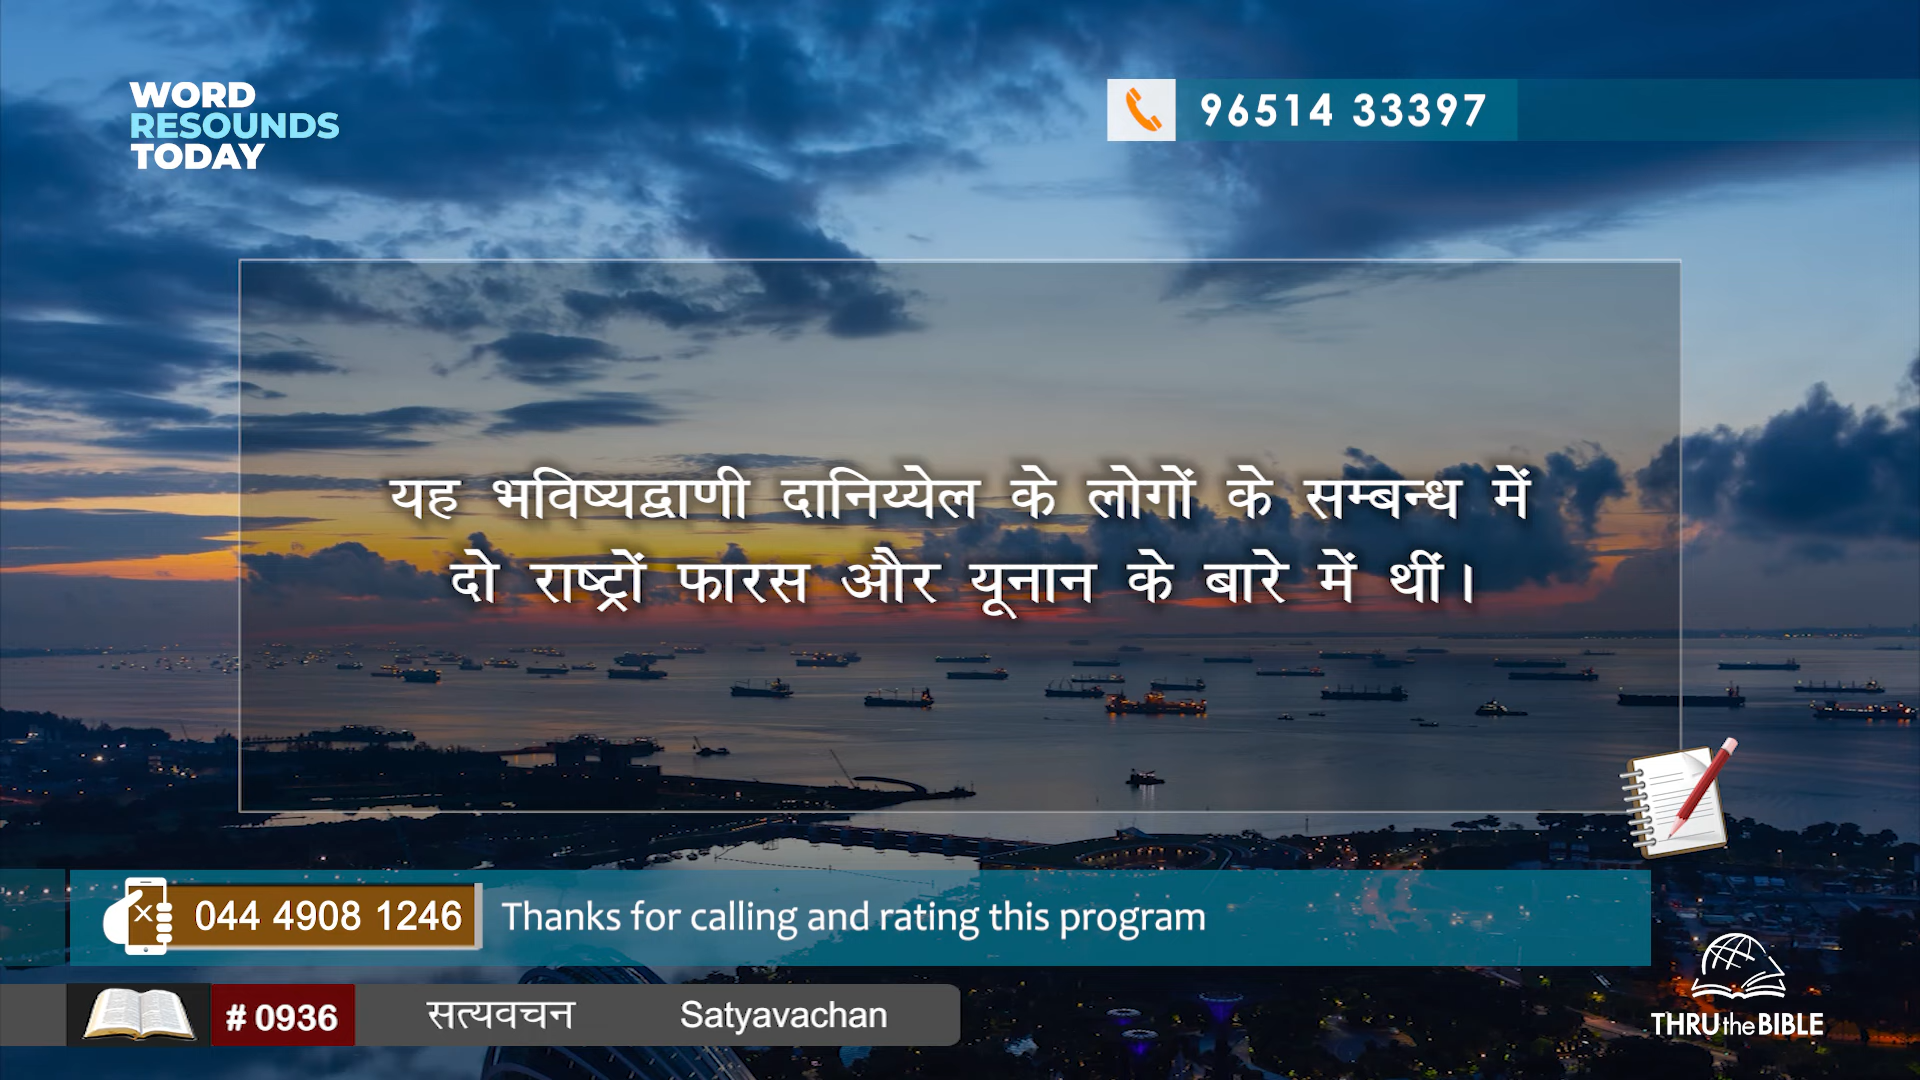 WORD
RESOUNDS
TODAY
96514 33397
यह भविष्यद्वाणी दानिय्येल के लोगों के सम्बन्ध में
दो राष्ट्रों फारस और यूनान के बारे में थीं।
044 4908 1246 Thanks for calling and rating this program
# 0936 सत्यवचन Satyavachan
THRU the BIBLE